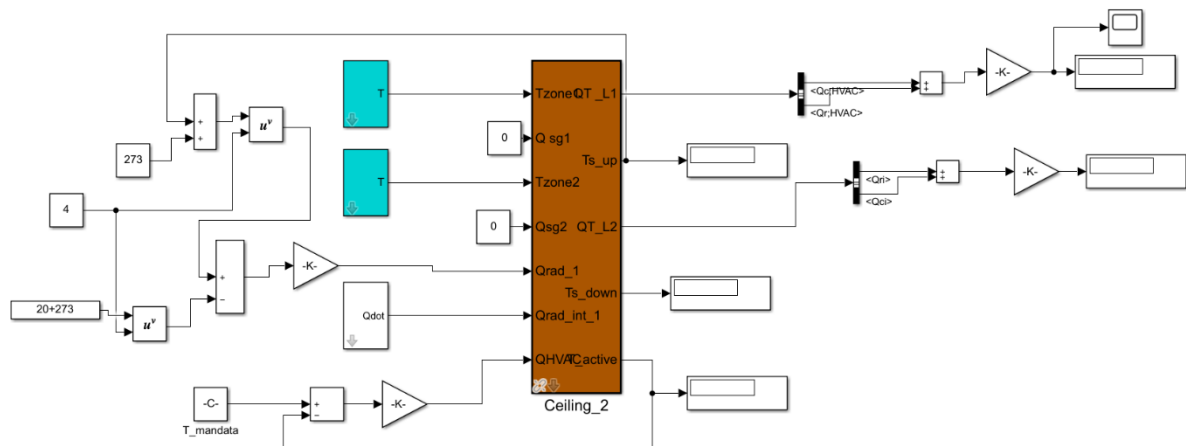 T
Tzone1
QT_L1
<Qc;HVAC>
<Qr;HVAC>
-K-
+
+
+
+
u^v
273
0
Q sg1
Ts_up
T
Tzone2
<Qri>
<Qci>
+
+
-K-
4
0
Qsg2
QT_L2
+
−
-K-
Qrad_1
20+273
u^v
Qdot
Ts_down
Qrad_int_1
QHVAC
T_active
-C-
+
−
-K-
T_mandata
Ceiling_2